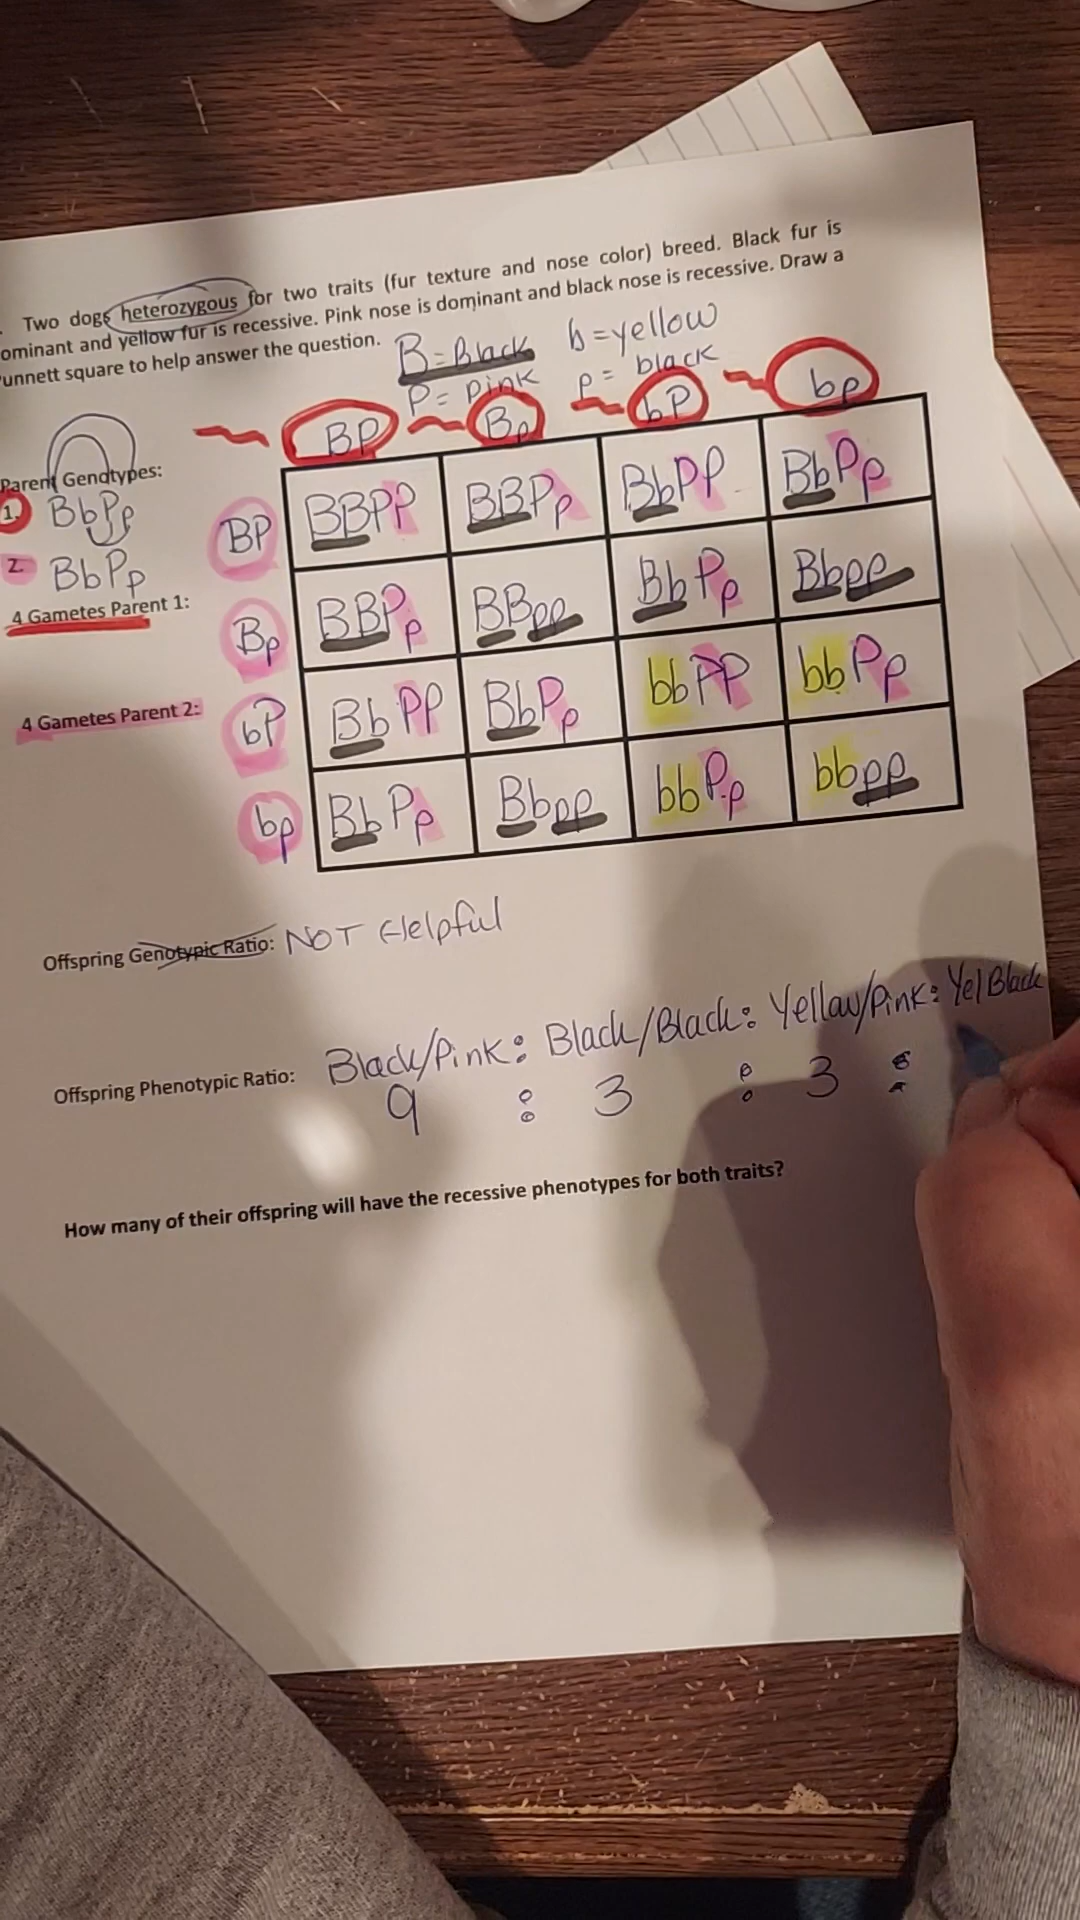 Two dogs heterozygous for two traits (fur texture and nose color) breed. Black fur is
ominant and yellow fur is recessive. Pink nose is dominant and black nose is recessive. Draw a
unnett square to help answer the question.
B=Black b=yellow
P= pink p= black
BP Bp bP bp
Parent Genotypes:
1. BbPp
2. BbPp
4 Gametes Parent 1:
4 Gametes Parent 2:
BP BBPP BBPp BbPP BbPp
Bp BBPp BBpp BbPp Bbpp
bP BbPP BbPp bbPP bbPp
bp BbPp Bbpp bbPp bbpp
Offspring Genotypic Ratio: NOT Helpful
Offspring Phenotypic Ratio: Black/Pink: Black/Black: Yellow/Pink: Yel Black
9 : 3 : 3 :
How many of their offspring will have the recessive phenotypes for both traits?